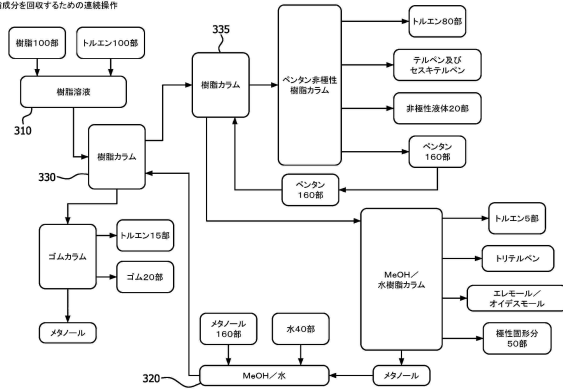 脂成分を回収するための連続操作
335
樹脂100部
トルエン100部
樹脂溶液
310
樹脂カラム
330
樹脂カラム
ペンタン非極性
樹脂カラム
トルエン80部
テルペン及び
セスキテルペン
非極性液体20部
ペンタン
160部
ペンタン
160部
ゴムカラム
トルエン15部
ゴム20部
メタノール
MeOH／
水樹脂カラム
トルエン5部
トリテルペン
エレモール／
オイデスモール
極性固形分
50部
メタノール
160部
水40部
MeOH／水
320
メタノール